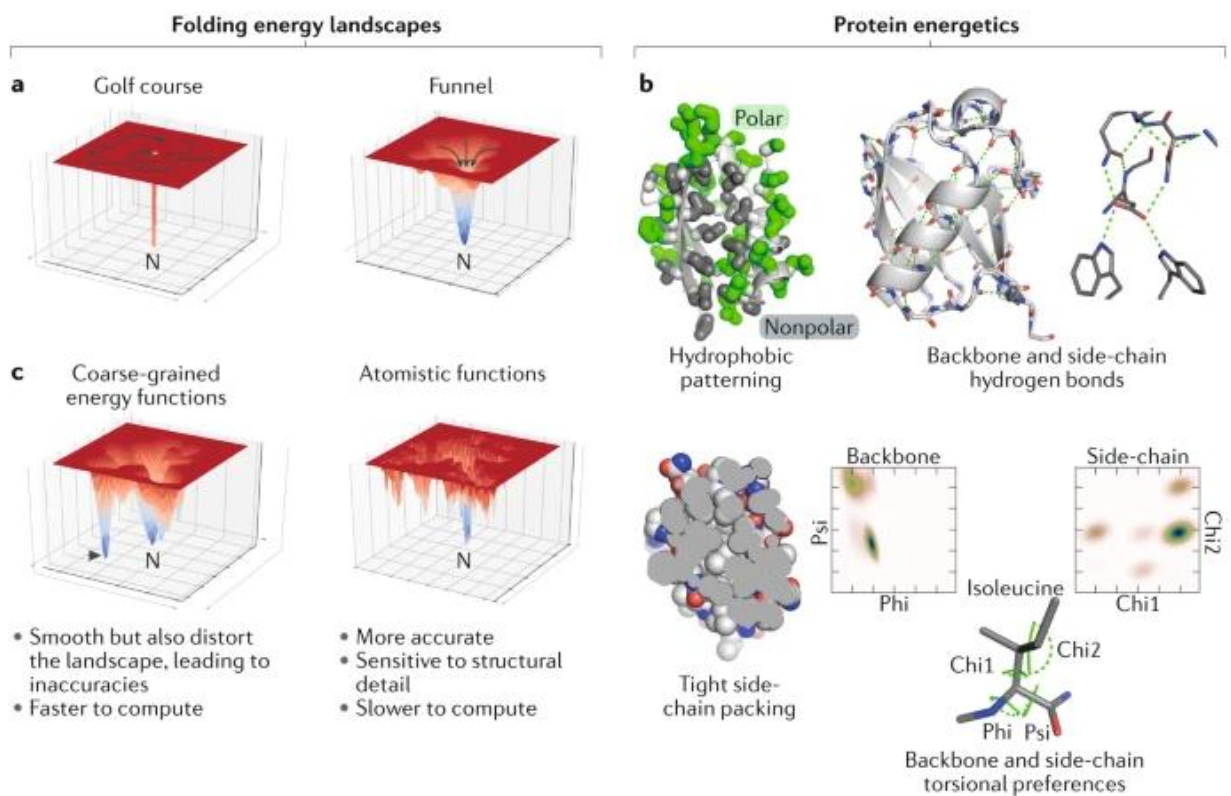 Folding energy landscapes
Protein energetics
a
Golf course
Funnel
N
N
b
Polar
Nonpolar
Hydrophobic
patterning
Backbone and side-chain
hydrogen bonds
c
Coarse-grained
energy functions
Atomistic functions
N
N
• Smooth but also distort
the landscape, leading to
inaccuracies
• Faster to compute
• More accurate
• Sensitive to structural
detail
• Slower to compute
Tight side-
chain packing
Backbone
Psi
Phi
Side-chain
Chi2
Chi1
Isoleucine
Chi1
Chi2
Phi
Psi
Backbone and side-chain
torsional preferences